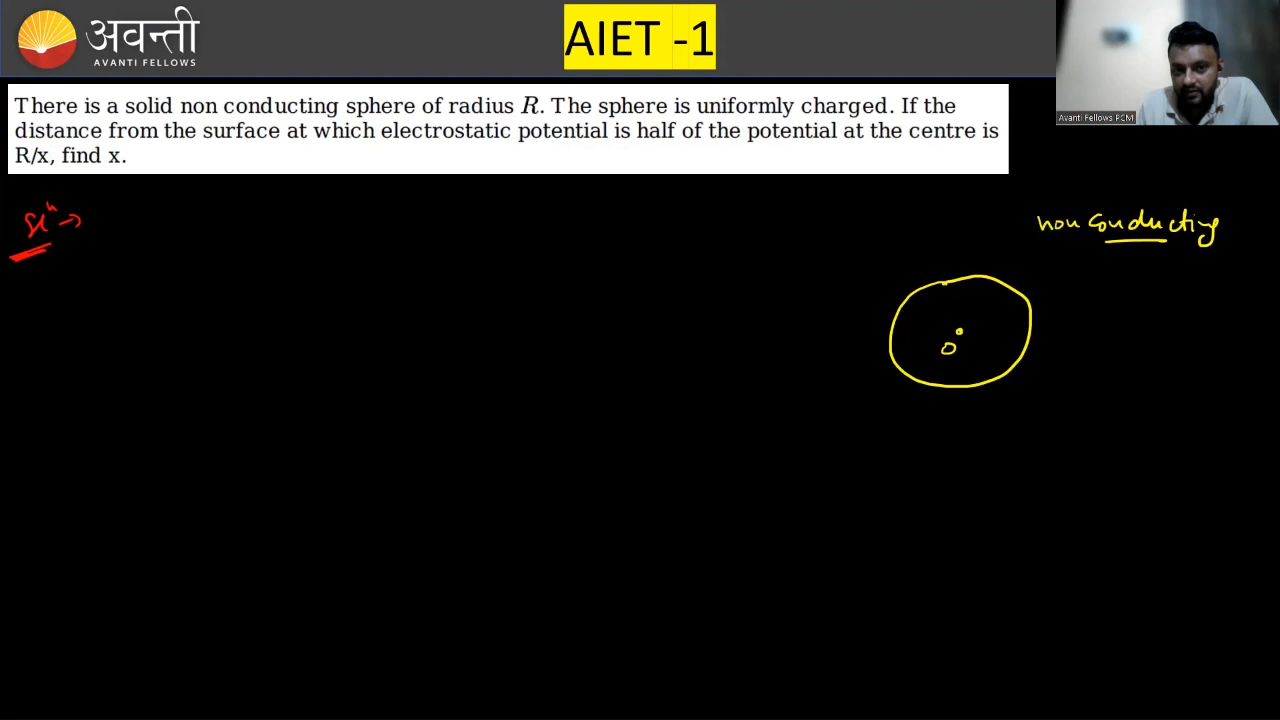 अवन्ती
AVANTI FELLOWS
AIET -1
Avanti Fellows PCM
There is a solid non conducting sphere of radius R. The sphere is uniformly charged. If the
distance from the surface at which electrostatic potential is half of the potential at the centre is
R/x, find x.
Solⁿ →
non conducting
O